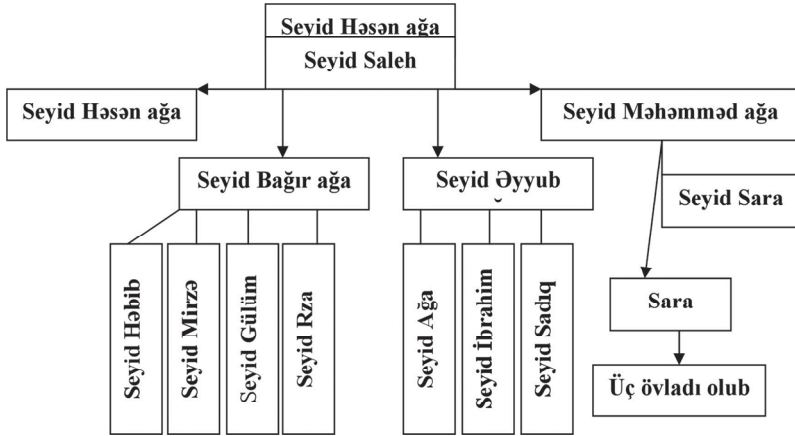 Seyid Həsən ağa
Seyid Saleh
Seyid Həsən ağa
Seyid Məhəmməd ağa
Seyid Bağır ağa
Seyid Əyyub
Seyid Sara
Seyid Həbib
Seyid Mirzə
Seyid Gülüm
Seyid Rza
Seyid Ağa
Seyid İbrahim
Seyid Sadıq
Sara
Üç övladı olub